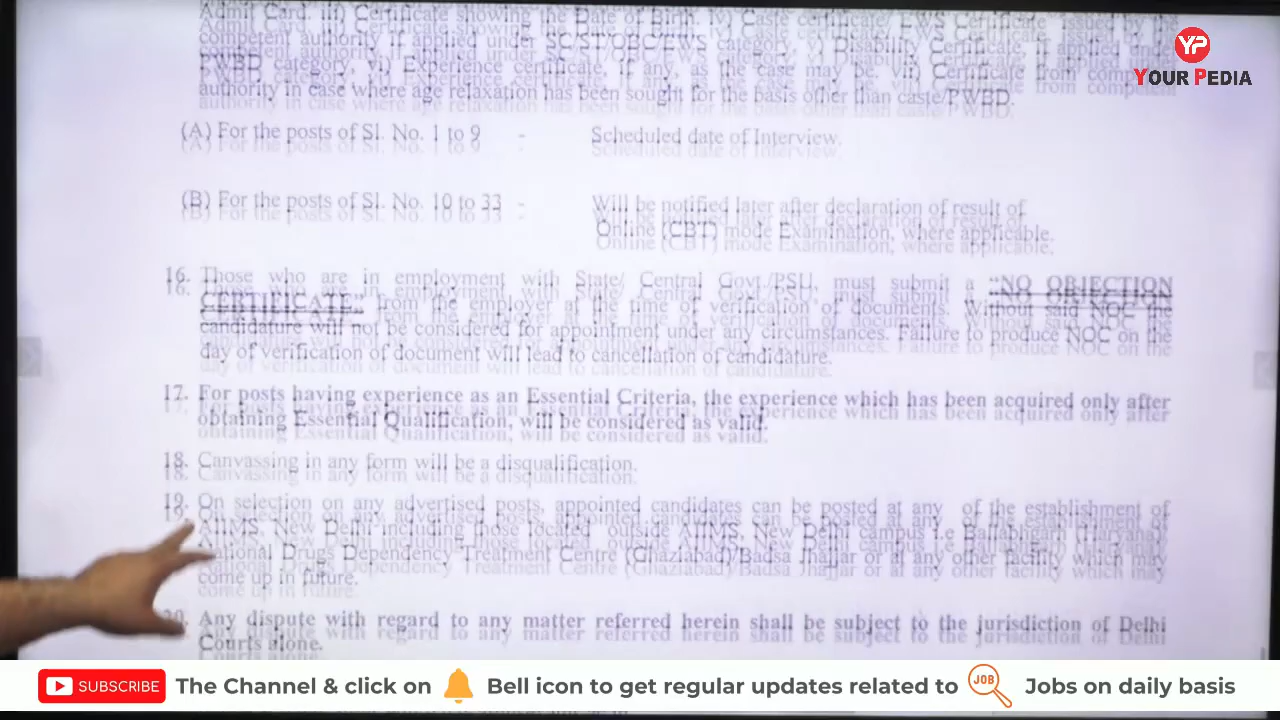 Admit Card. iii) Certificate showing the Date of Birth. iv) Caste certificate/ EWS Certificate issued by the
competent authority if applied under SC/ST/OBC/EWS category. v) Disability Certificate, if applied under
PWBD category. vi) Experience certificate, if any, as the case may be. vii) Certificate from competent
authority in case where age relaxation has been sought for the basis other than caste/PWBD.
YP
YOUR PEDIA
(A) For the posts of Sl. No. 1 to 9 - Scheduled date of Interview.
(B) For the posts of Sl. No. 10 to 33 - Will be notified later after declaration of result of
Online (CBT) mode Examination, where applicable.
16. Those who are in employment with State/ Central Govt./PSU, must submit a "NO OBJECTION
CERTIFICATE" from the employer at the time of verification of documents. Without said NOC the
candidature will not be considered for appointment under any circumstances. Failure to produce NOC on the
day of verification of document will lead to cancellation of candidature.
17. For posts having experience as an Essential Criteria, the experience which has been acquired only after
obtaining Essential Qualification, will be considered as valid.
18. Canvassing in any form will be a disqualification.
19. On selection on any advertised posts, appointed candidates can be posted at any of the establishment of
AIIMS, New Delhi including those located outside AIIMS, New Delhi campus i.e Ballabhgarh (Haryana)
National Drugs Dependency Treatment Centre (Ghaziabad)/Badsa Jhajjar or at any other facility which may
come up in future.
20. Any dispute with regard to any matter referred herein shall be subject to the jurisdiction of Delhi
Courts alone.
SUBSCRIBE The Channel & click on Bell icon to get regular updates related to JOB Jobs on daily basis